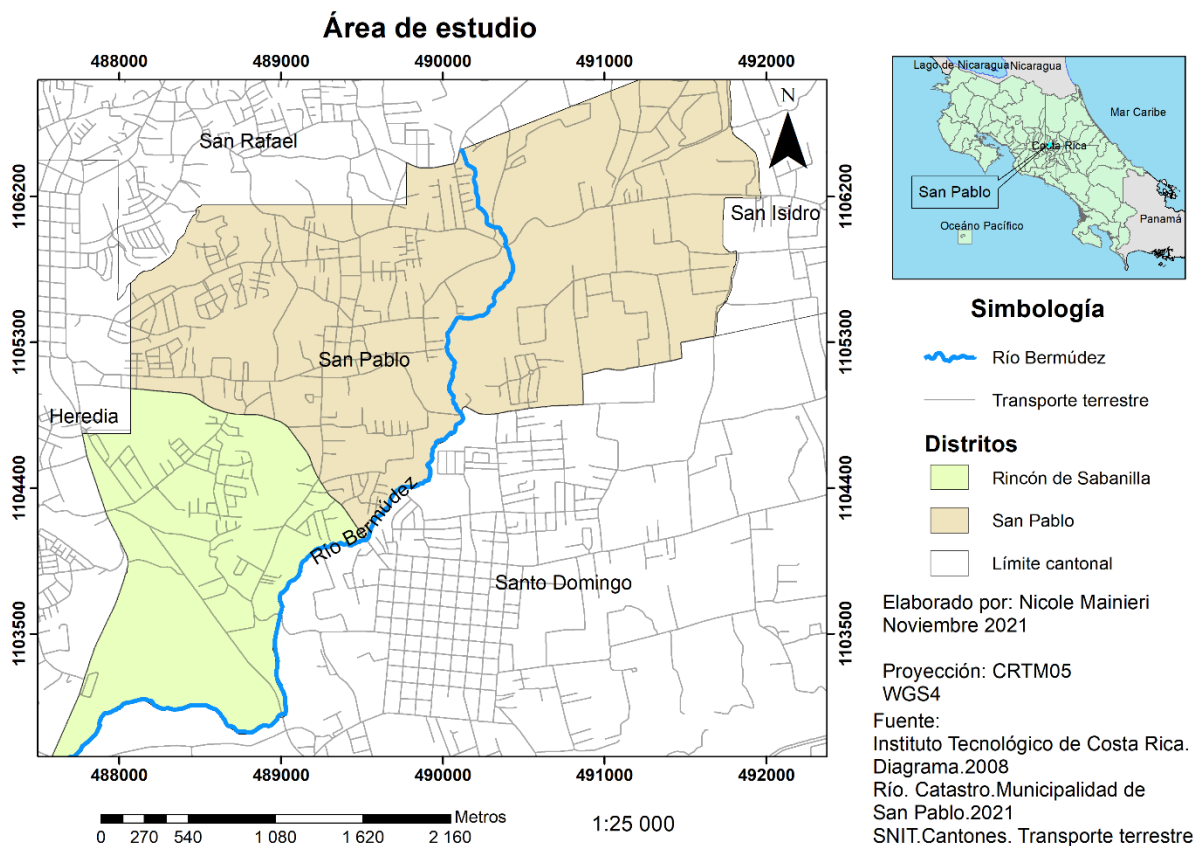 Área de estudio
488000
489000
490000
491000
492000
Lago de Nicaragua
Nicaragua
Mar Caribe
Costa Rica
San Pablo
Panamá
Oceáno Pacífico
N
San Rafael
San Isidro
San Pablo
Heredia
Río Bermúdez
Santo Domingo
1106200
1105300
1104400
1103500
1106200
1105300
1104400
1103500
488000
489000
490000
491000
492000
Simbología
Río Bermúdez
Transporte terrestre
Distritos
Rincón de Sabanilla
San Pablo
Límite cantonal
Elaborado por: Nicole Mainieri
Noviembre 2021
Proyección: CRTM05
WGS4
Fuente:
Instituto Tecnológico de Costa Rica.
Diagrama.2008
Río. Catastro.Municipalidad de
San Pablo.2021
SNIT.Cantones. Transporte terrestre
Metros
0 270 540 1 080 1 620 2 160
1:25 000